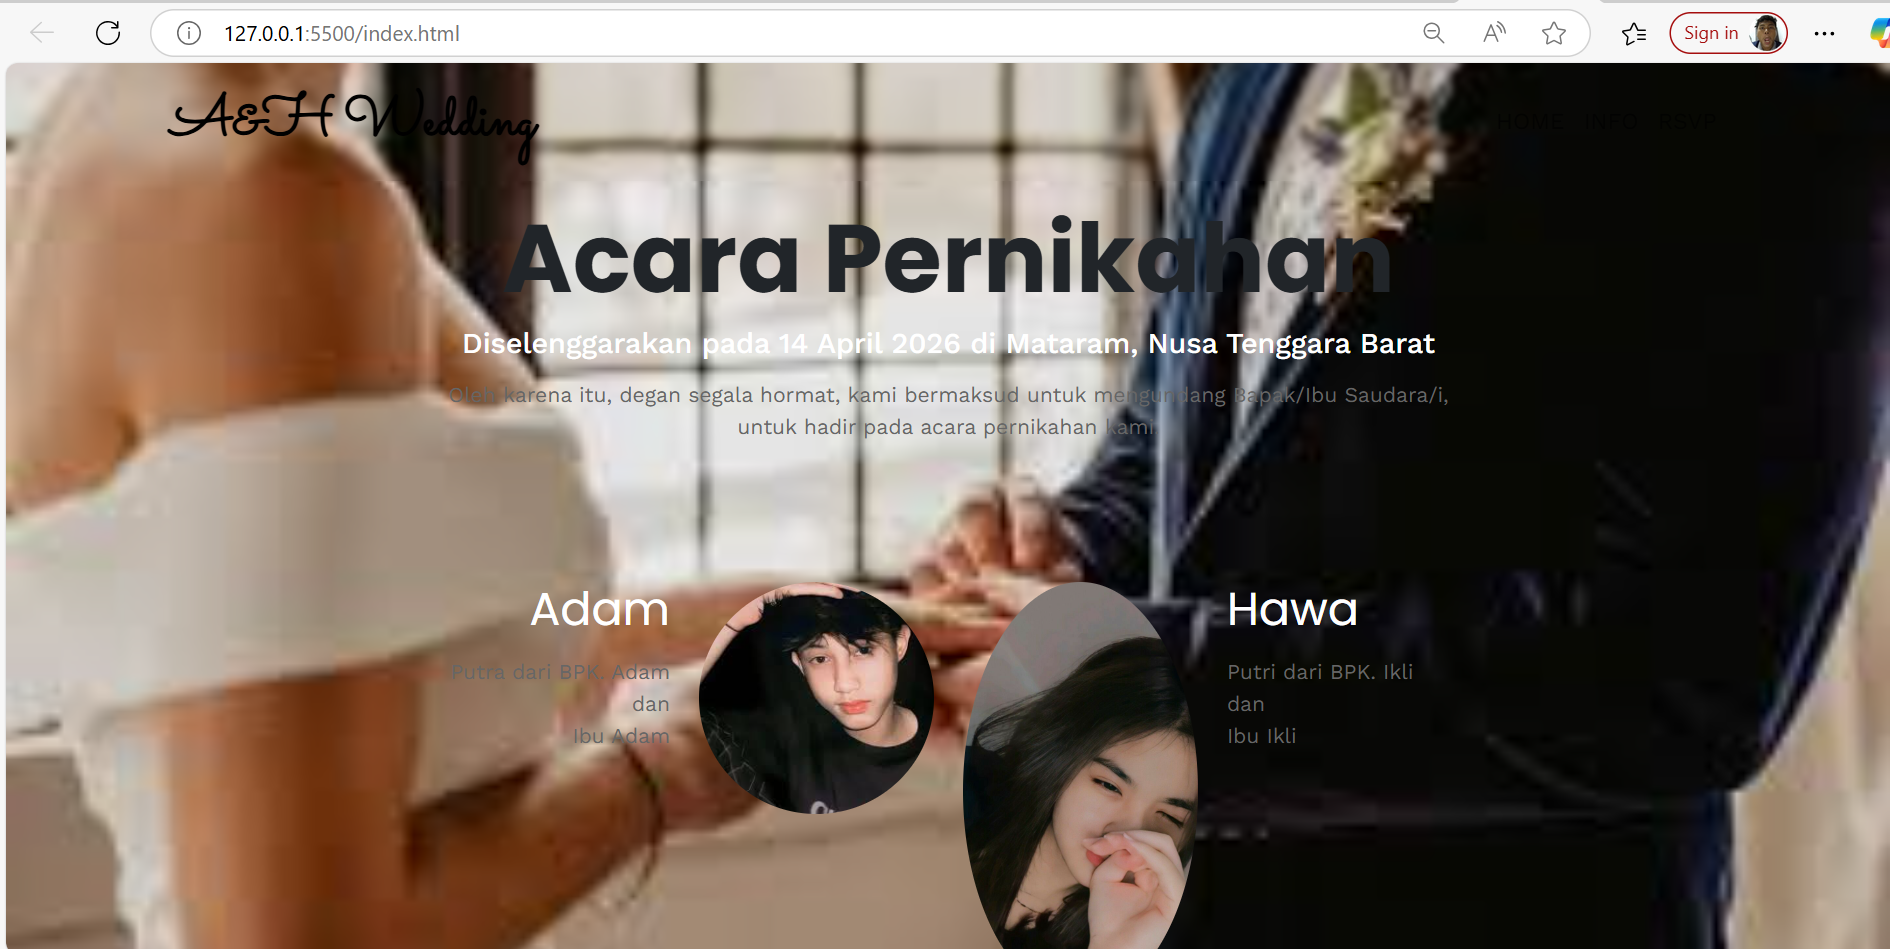 127.0.0.1:5500/index.html
Sign in
A&H Wedding
HOME INFO RSVP
Acara Pernikahan
Diselenggarakan pada 14 April 2026 di Mataram, Nusa Tenggara Barat
Oleh karena itu, degan segala hormat, kami bermaksud untuk mengundang Bapak/Ibu Saudara/i,
untuk hadir pada acara pernikahan kami.
Adam
Putra dari BPK. Adam
dan
Ibu Adam
Hawa
Putri dari BPK. Ikli
dan
Ibu Ikli